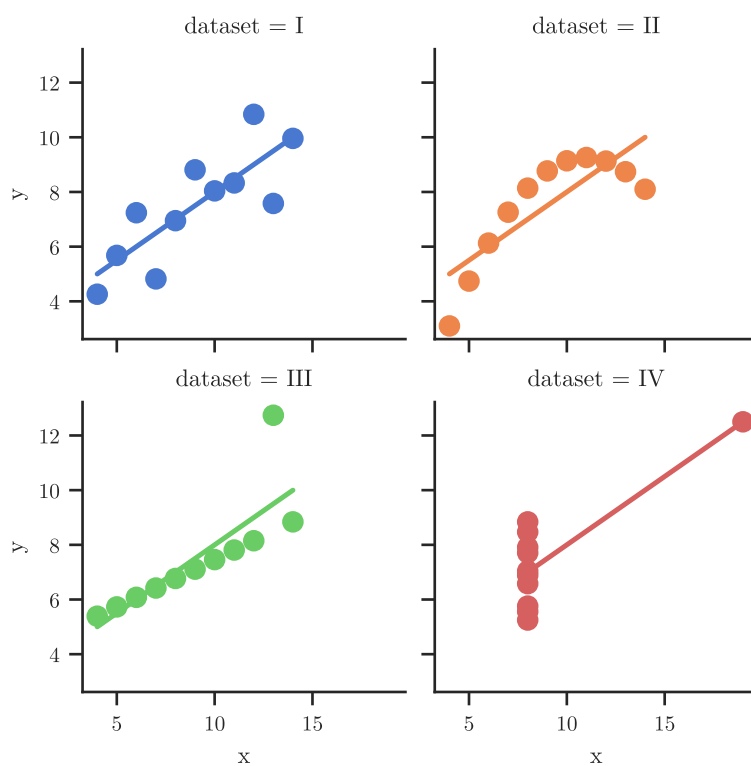 dataset = I
dataset = II
12
10
8
6
4
y
dataset = III
dataset = IV
12
10
8
6
4
y
5
10
15
5
10
15
x
x